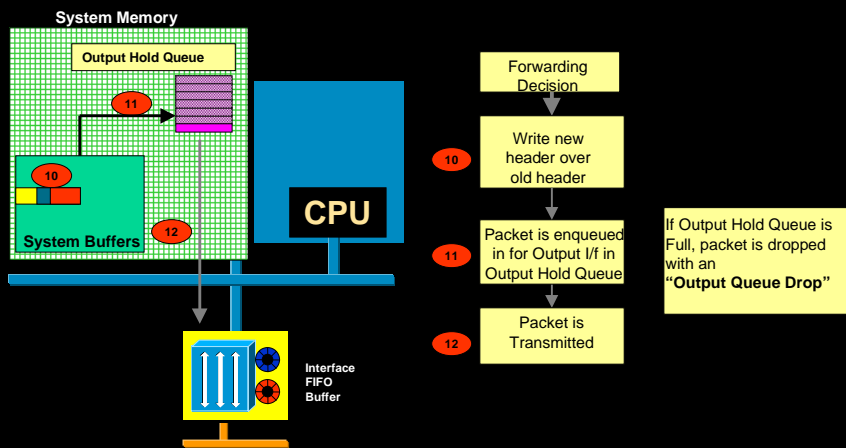 System Memory
Output Hold Queue
11
10
12
System Buffers
CPU
Interface
FIFO
Buffer
Forwarding
Decision
10
Write new
header over
old header
11
Packet is enqueued
in for Output I/f in
Output Hold Queue
12
Packet is
Transmitted
If Output Hold Queue is
Full, packet is dropped
with an
“Output Queue Drop”